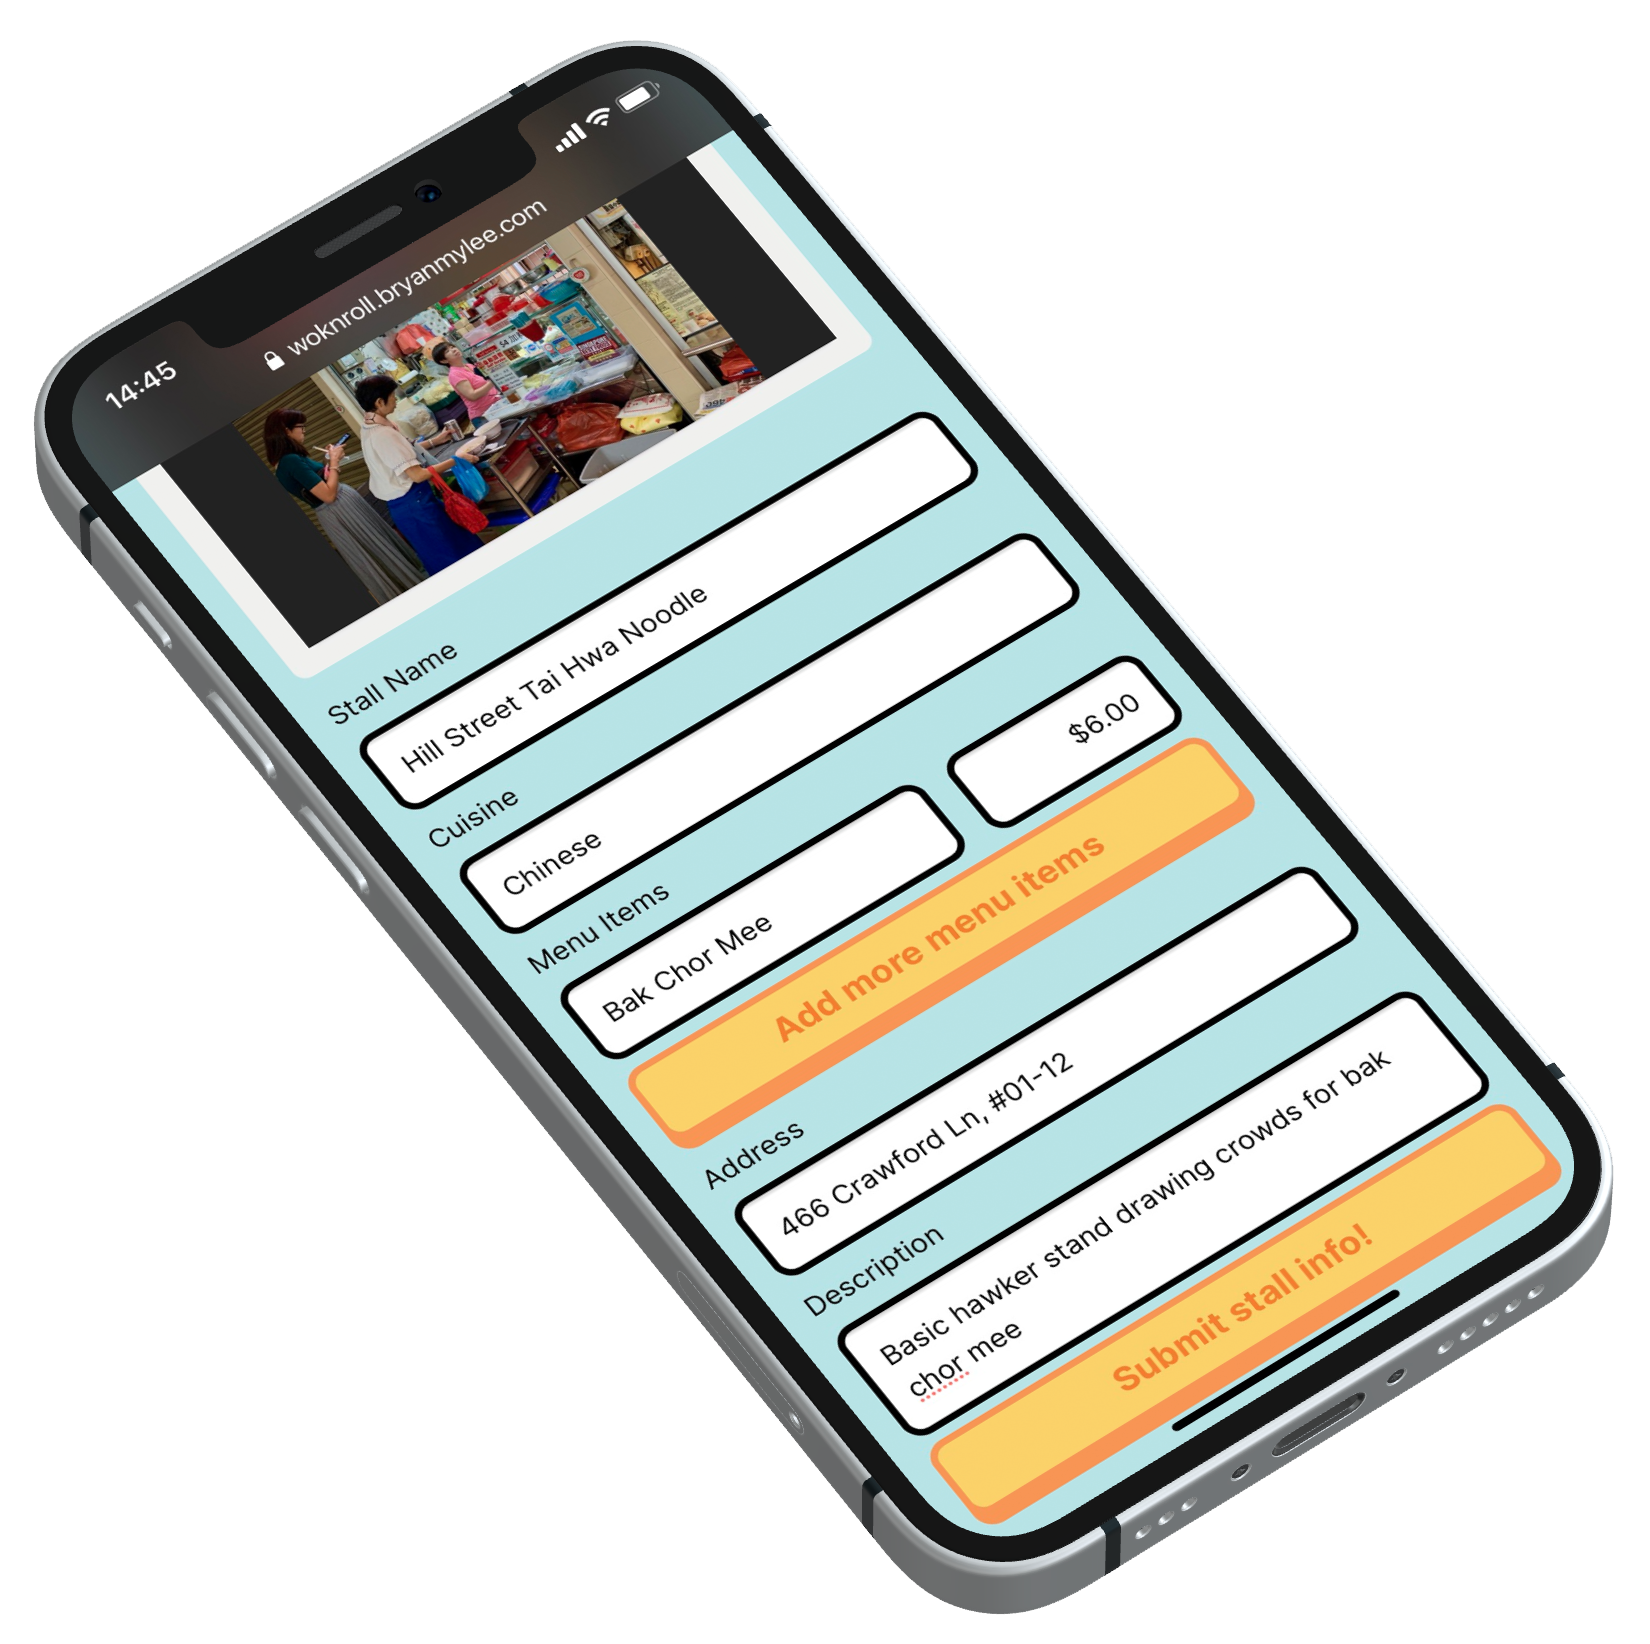 14:45
woknroll.bryanmylee.com
Stall Name
Hill Street Tai Hwa Noodle
Cuisine
Chinese
Menu Items
Bak Chor Mee
$6.00
Add more menu items
Address
466 Crawford Ln, #01-12
Description
Basic hawker stand drawing crowds for bak
chor mee
Submit stall info!